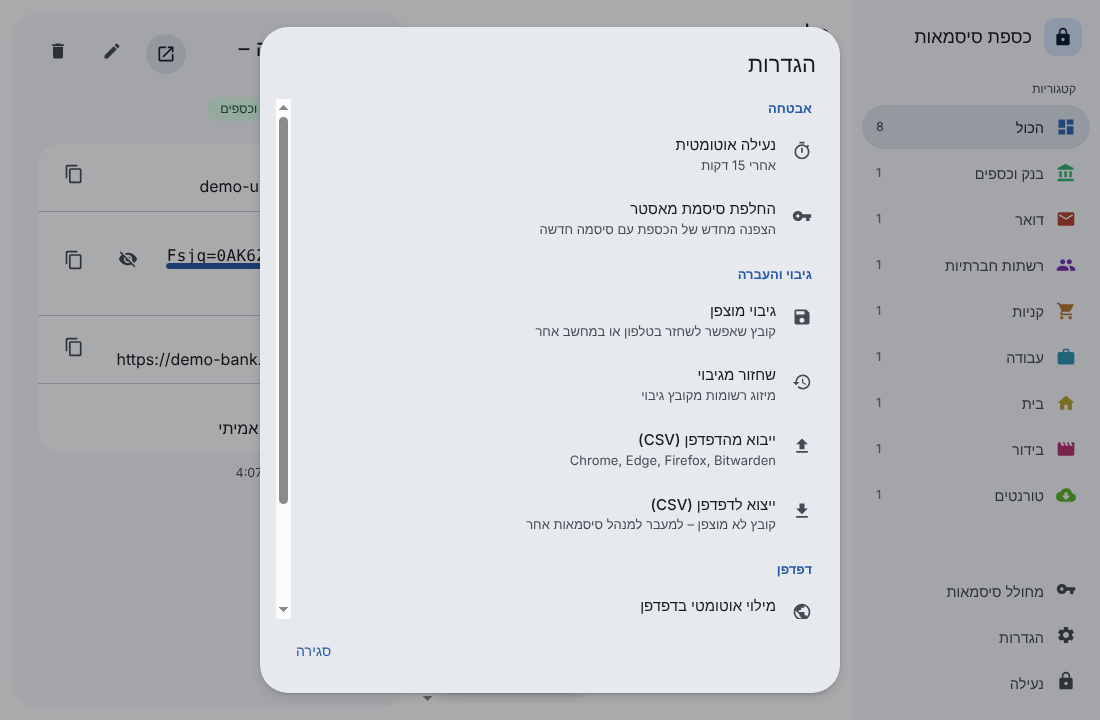 כספת סיסמאות
קטגוריות
הכול 8
בנק וכספים 1
דואר 1
רשתות חברתיות 1
קניות 1
עבודה 1
בית 1
בידור 1
טורנטים 1
מחולל סיסמאות
הגדרות
נעילה
הגדרות
אבטחה
נעילה אוטומטית
אחרי 15 דקות
החלפת סיסמת מאסטר
הצפנה מחדש של הכספת עם סיסמה חדשה
גיבוי והעברה
גיבוי מוצפן
קובץ שאפשר לשחזר בטלפון או במחשב אחר
שחזור מגיבוי
מיזוג רשומות מקובץ גיבוי
ייבוא מהדפדפן (CSV)
Chrome, Edge, Firefox, Bitwarden
ייצוא לדפדפן (CSV)
קובץ לא מוצפן – למעבר למנהל סיסמאות אחר
דפדפן
מילוי אוטומטי בדפדפן
סגירה
וכספים
demo-u
Fsjq=0AK6
https://demo-bank.
אמיתי
4:07